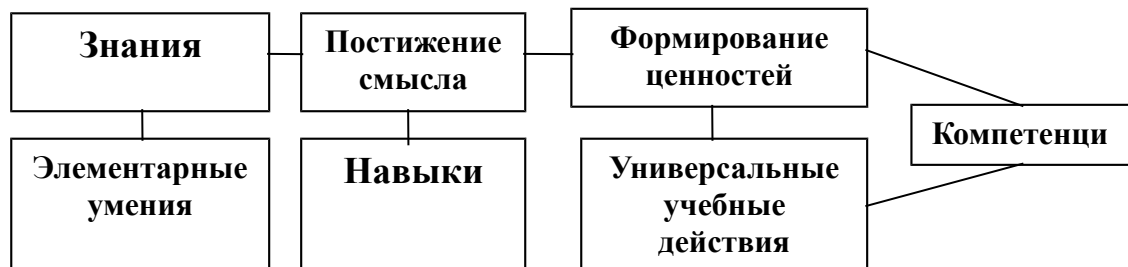 Знания
Постижение
смысла
Формирование
ценностей
Компетенци
Элементарные
умения
Навыки
Универсальные
учебные
действия